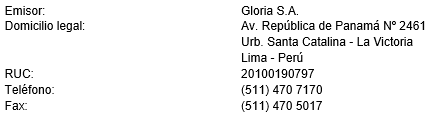 Emisor: Gloria S.A.
Domicilio legal: Av. República de Panamá Nº 2461
Urb. Santa Catalina - La Victoria
Lima - Perú
RUC: 20100190797
Teléfono: (511) 470 7170
Fax: (511) 470 5017